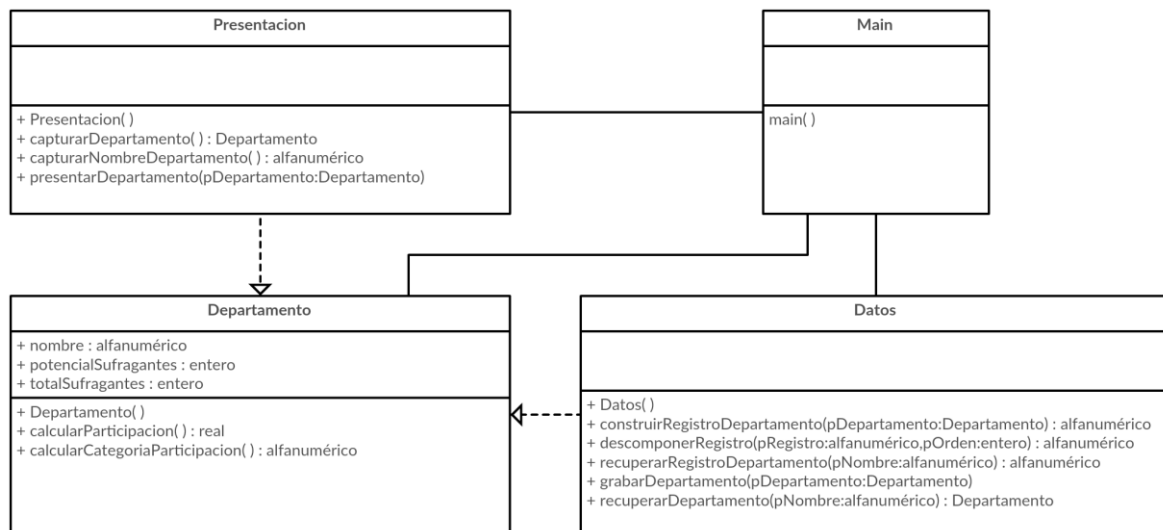 Presentacion
+ Presentacion( )
+ capturarDepartamento( ) : Departamento
+ capturarNombreDepartamento( ) : alfanumérico
+ presentarDepartamento(pDepartamento:Departamento)
Main
main( )
Departamento
+ nombre : alfanumérico
+ potencialSufragantes : entero
+ totalSufragantes : entero
+ Departamento( )
+ calcularParticipacion( ) : real
+ calcularCategoriaParticipacion( ) : alfanumérico
Datos
+ Datos( )
+ construirRegistroDepartamento(pDepartamento:Departamento) : alfanumérico
+ descomponerRegistro(pRegistro:alfanumérico,pOrden:entero) : alfanumérico
+ recuperarRegistroDepartamento(pNombre:alfanumérico) : alfanumérico
+ grabarDepartamento(pDepartamento:Departamento)
+ recuperarDepartamento(pNombre:alfanumérico) : Departamento